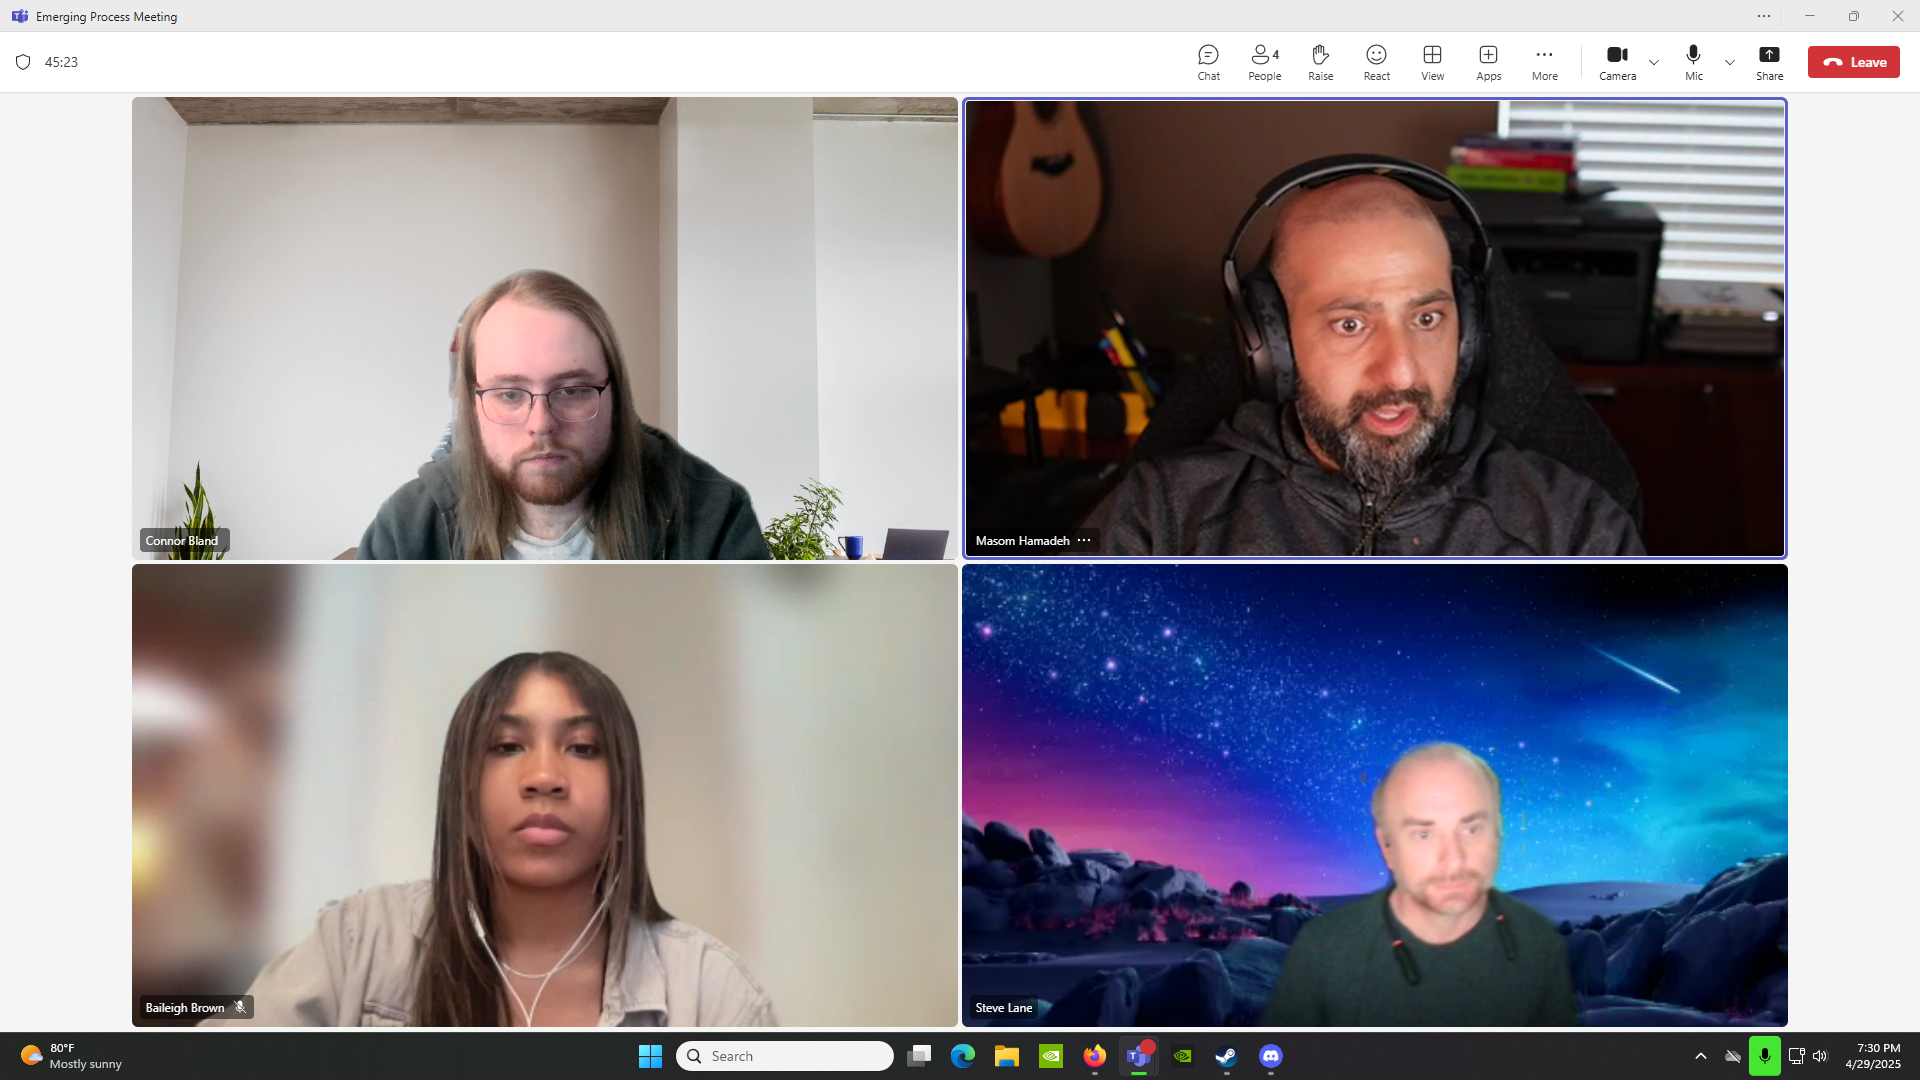 Emerging Process Meeting
45:23
Chat
People
4
Raise
React
View
Apps
More
Camera
Mic
Share
Leave
Connor Bland
Masom Hamadeh
Baileigh Brown
Steve Lane
80°F
Mostly sunny
Search
7:30 PM
4/29/2025